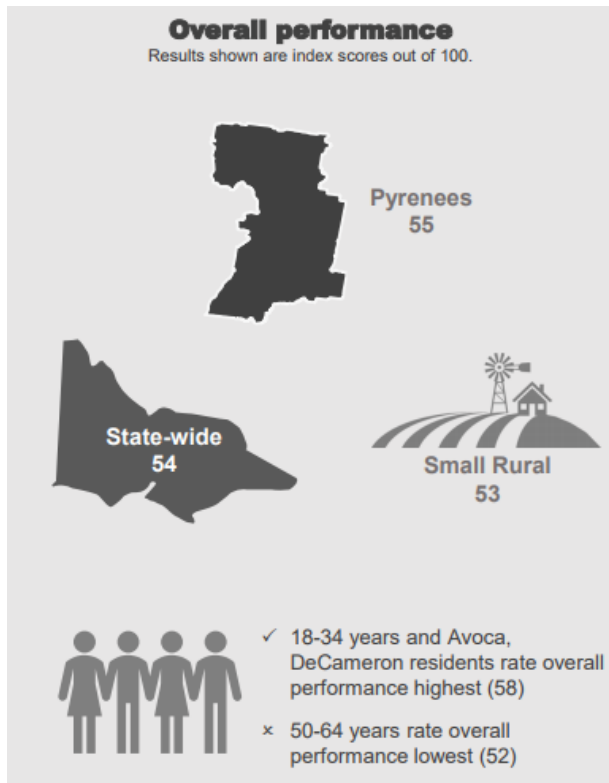 Overall performance
Results shown are index scores out of 100.
Pyrenees
55
State-wide
54
Small Rural
53
✓ 18-34 years and Avoca,
DeCameron residents rate overall
performance highest (58)
× 50-64 years rate overall
performance lowest (52)